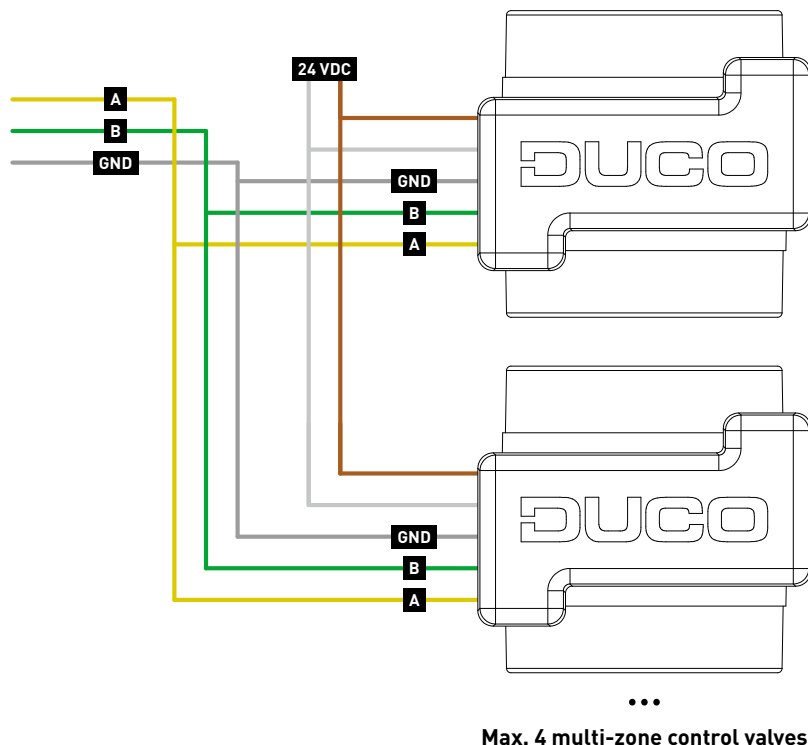 24 VDC
A
B
GND
GND
B
A
DUCO
GND
B
A
DUCO
•••
Max. 4 multi-zone control valves